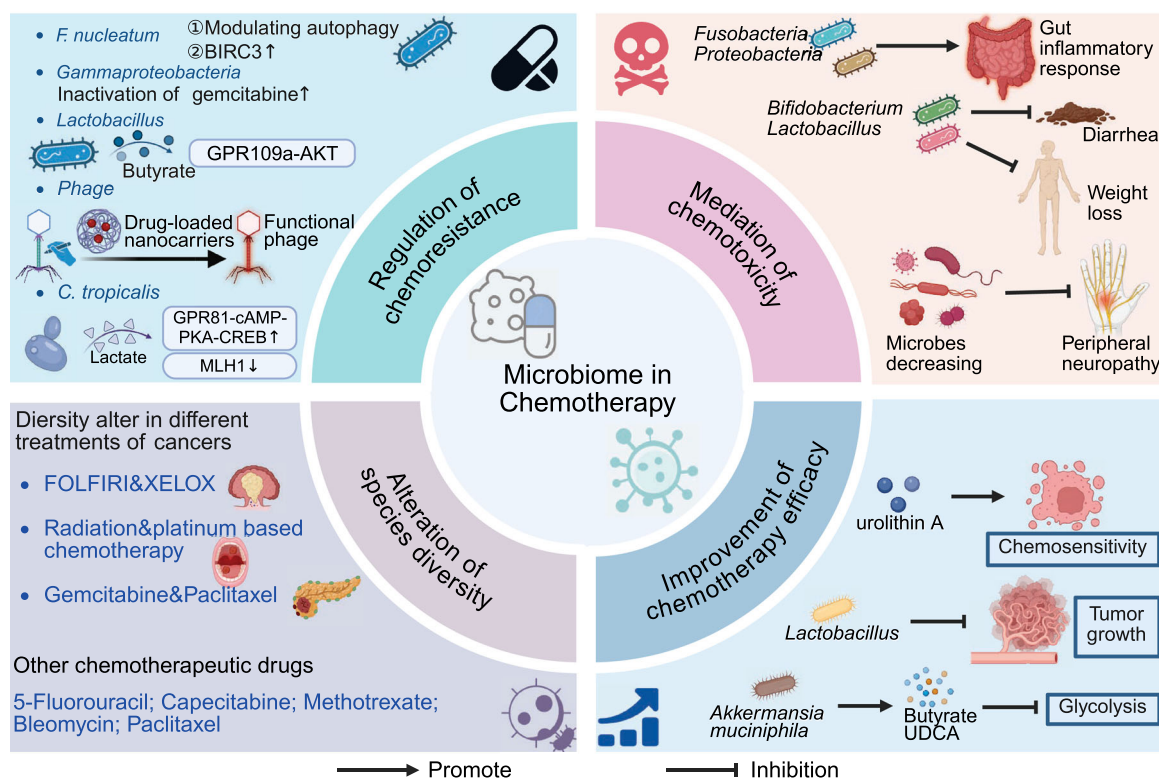 F. nucleatum
①Modulating autophagy
②BIRC3↑
Gammaproteobacteria
Inactivation of gemcitabine↑
Lactobacillus
Butyrate
GPR109a-AKT
Phage
Drug-loaded
nanocarriers
Functional
phage
C. tropicalis
Lactate
GPR81-cAMP-
PKA-CREB↑
MLH1↓
Regulation of
chemoresistance
Fusobacteria
Proteobacteria
Gut
inflammatory
response
Bifidobacterium
Lactobacillus
Diarrhea
Weight
loss
Microbes
decreasing
Peripheral
neuropathy
Mediation of
chemotoxicity
Microbiome in
Chemotherapy
Diersity alter in different
treatments of cancers
FOLFIRI&XELOX
Radiation&platinum based
chemotherapy
Gemcitabine&Paclitaxel
Other chemotherapeutic drugs
5-Fluorouracil; Capecitabine; Methotrexate;
Bleomycin; Paclitaxel
Alteration of
species diversity
Improvement of
chemotherapy efficacy
urolithin A
Chemosensitivity
Lactobacillus
Tumor
growth
Akkermansia
muciniphila
Butyrate
UDCA
Glycolysis
Promote
Inhibition